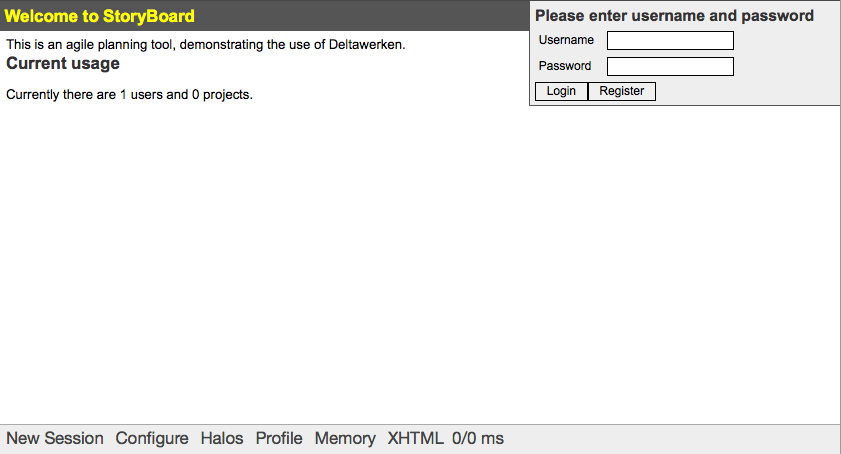 Welcome to StoryBoard
This is an agile planning tool, demonstrating the use of Deltawerken.
Current usage
Currently there are 1 users and 0 projects.
Please enter username and password
Username
Password
Login Register
New Session Configure Halos Profile Memory XHTML 0/0 ms